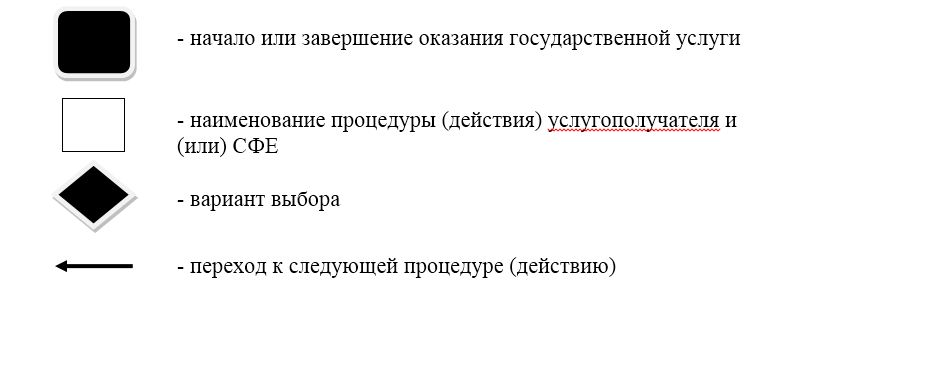 - начало или завершение оказания государственной услуги
- наименование процедуры (действия) услугополучателя и
(или) СФЕ
- вариант выбора
- переход к следующей процедуре (действию)